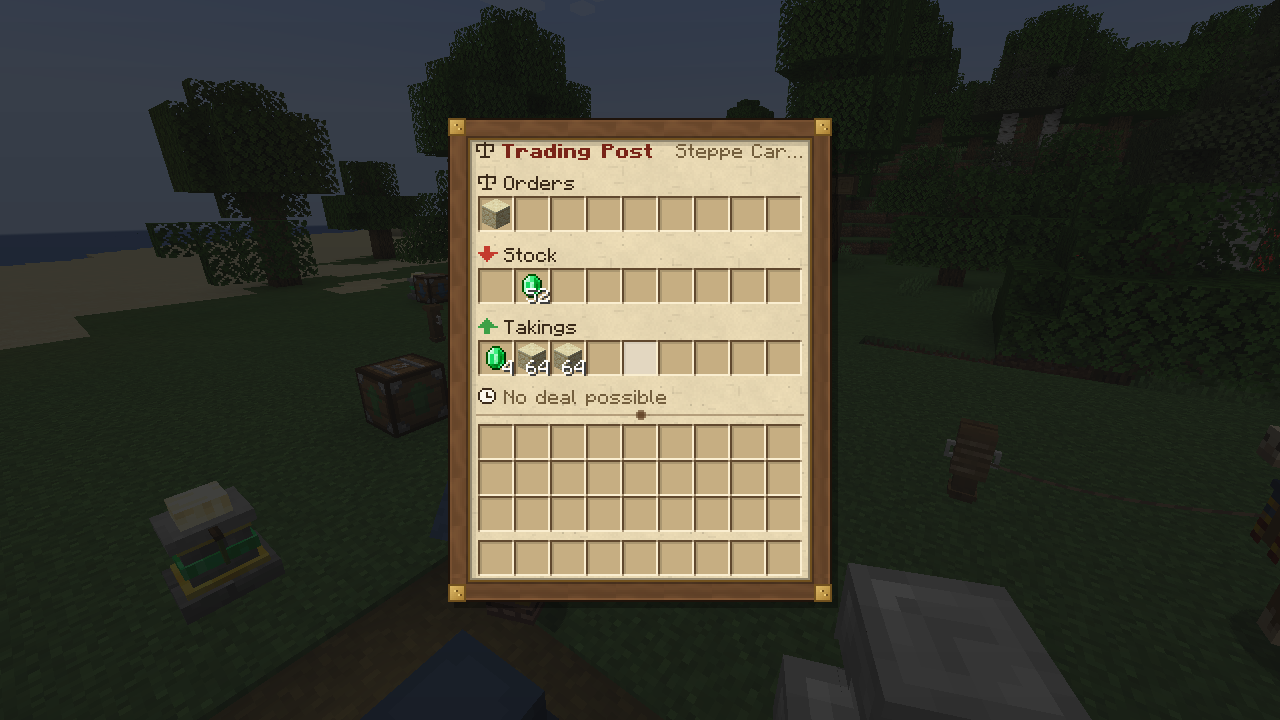 Trading Post Steppe Car...
Orders
Stock
52
Takings
4 64 64
No deal possible